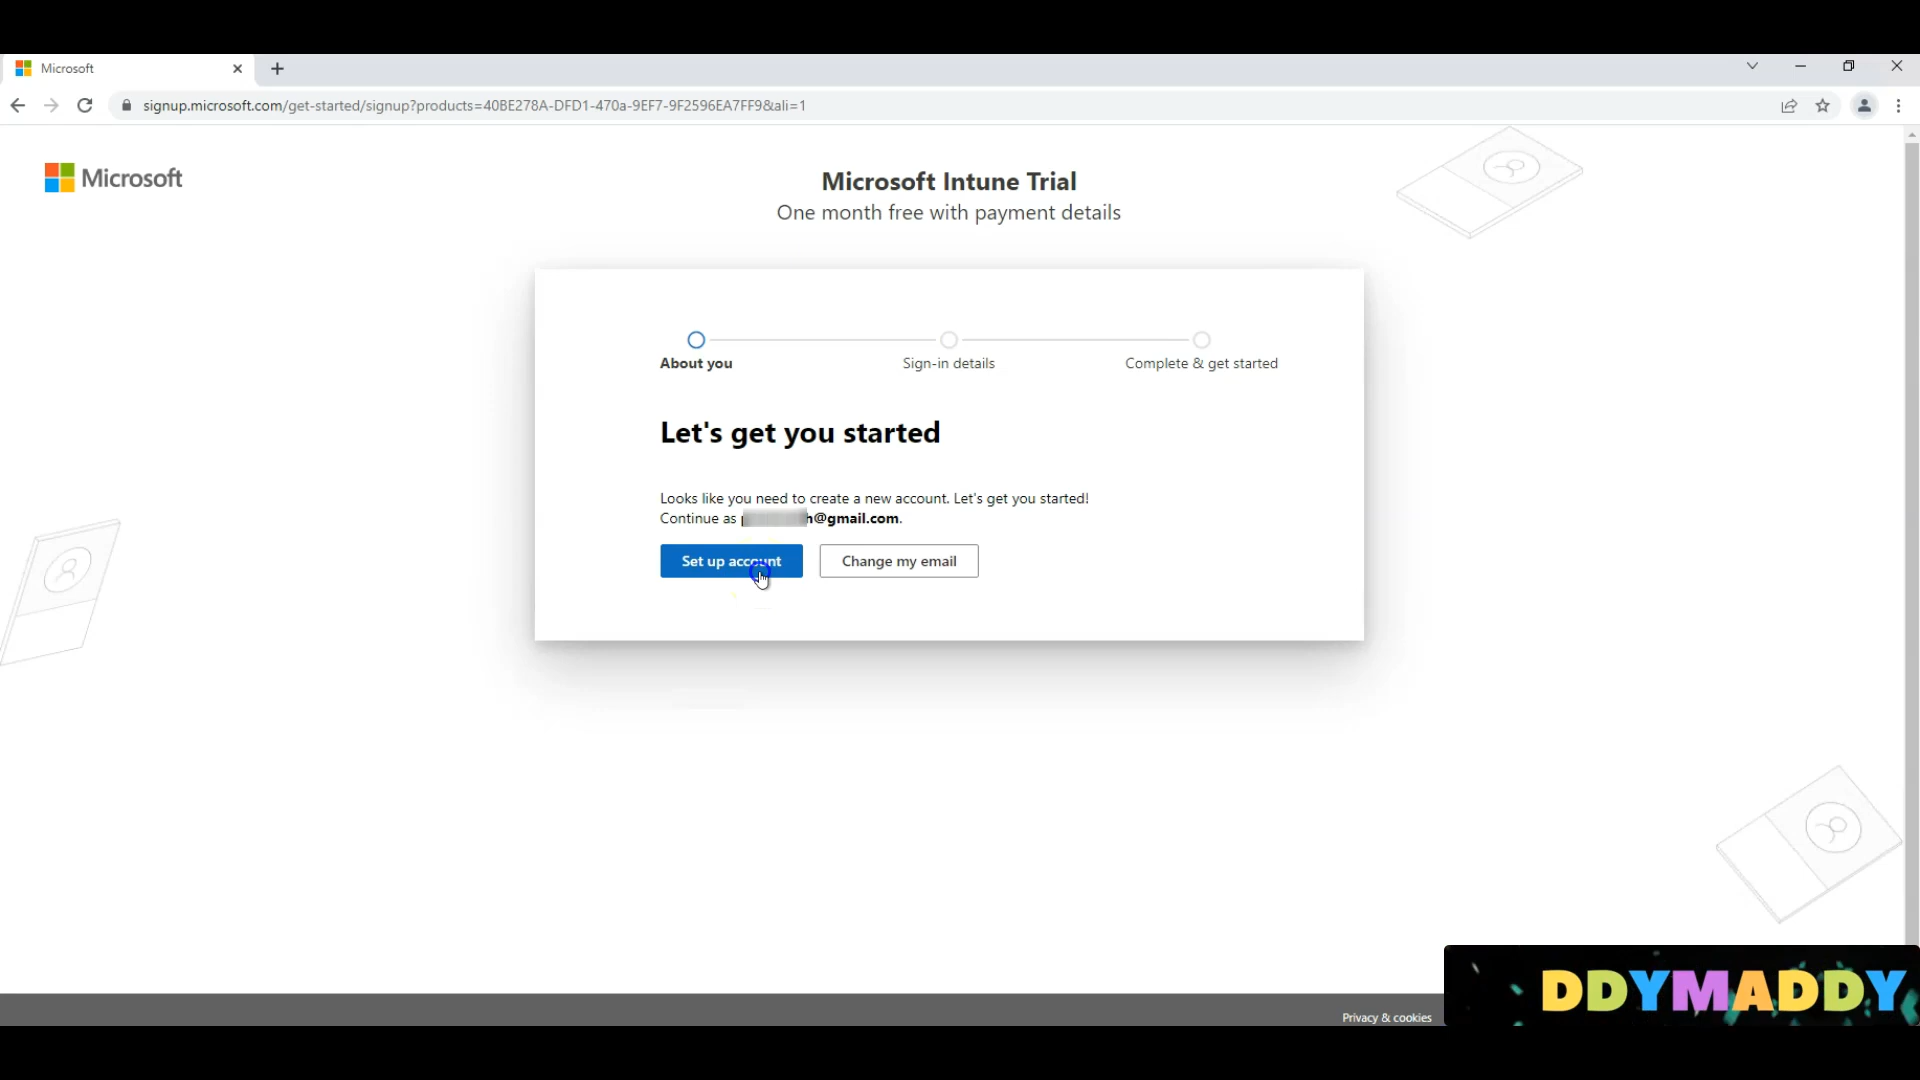 Microsoft
signup.microsoft.com/get-started/signup?products=40BE278A-DFD1-470a-9EF7-9F2596EA7FF9&ali=1
Microsoft
Microsoft Intune Trial
One month free with payment details
About you
Sign-in details
Complete & get started
Let's get you started
Looks like you need to create a new account. Let's get you started!
Continue as h@gmail.com.
Set up account
Change my email
DDYMADDY
Privacy & cookies